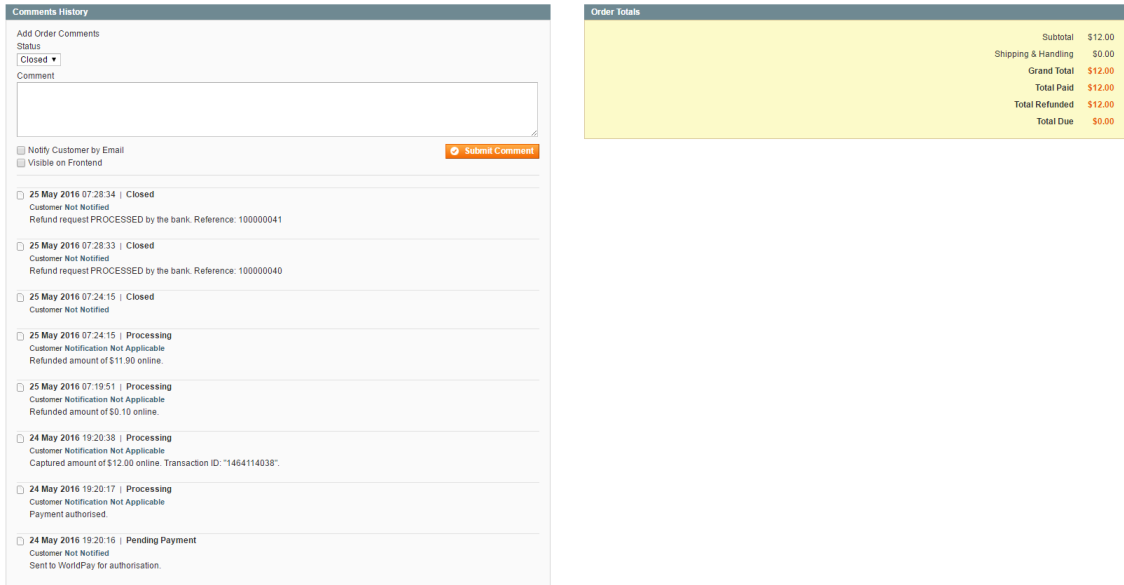 Comments History
Add Order Comments
Status
Closed
Comment
Notify Customer by Email
Submit Comment
Visible on Frontend
25 May 2016 07:28:34 | Closed
Customer Not Notified
Refund request PROCESSED by the bank. Reference: 100000041
25 May 2016 07:28:33 | Closed
Customer Not Notified
Refund request PROCESSED by the bank. Reference: 100000040
25 May 2016 07:24:15 | Closed
Customer Not Notified
25 May 2016 07:24:15 | Processing
Customer Notification Not Applicable
Refunded amount of $11.90 online.
25 May 2016 07:19:51 | Processing
Customer Notification Not Applicable
Refunded amount of $0.10 online.
24 May 2016 19:20:38 | Processing
Customer Notification Not Applicable
Captured amount of $12.00 online. Transaction ID: "1464114038".
24 May 2016 19:20:17 | Processing
Customer Notification Not Applicable
Payment authorised.
24 May 2016 19:20:16 | Pending Payment
Customer Not Notified
Sent to WorldPay for authorisation.
Order Totals
Subtotal $12.00
Shipping & Handling $0.00
Grand Total $12.00
Total Paid $12.00
Total Refunded $12.00
Total Due $0.00